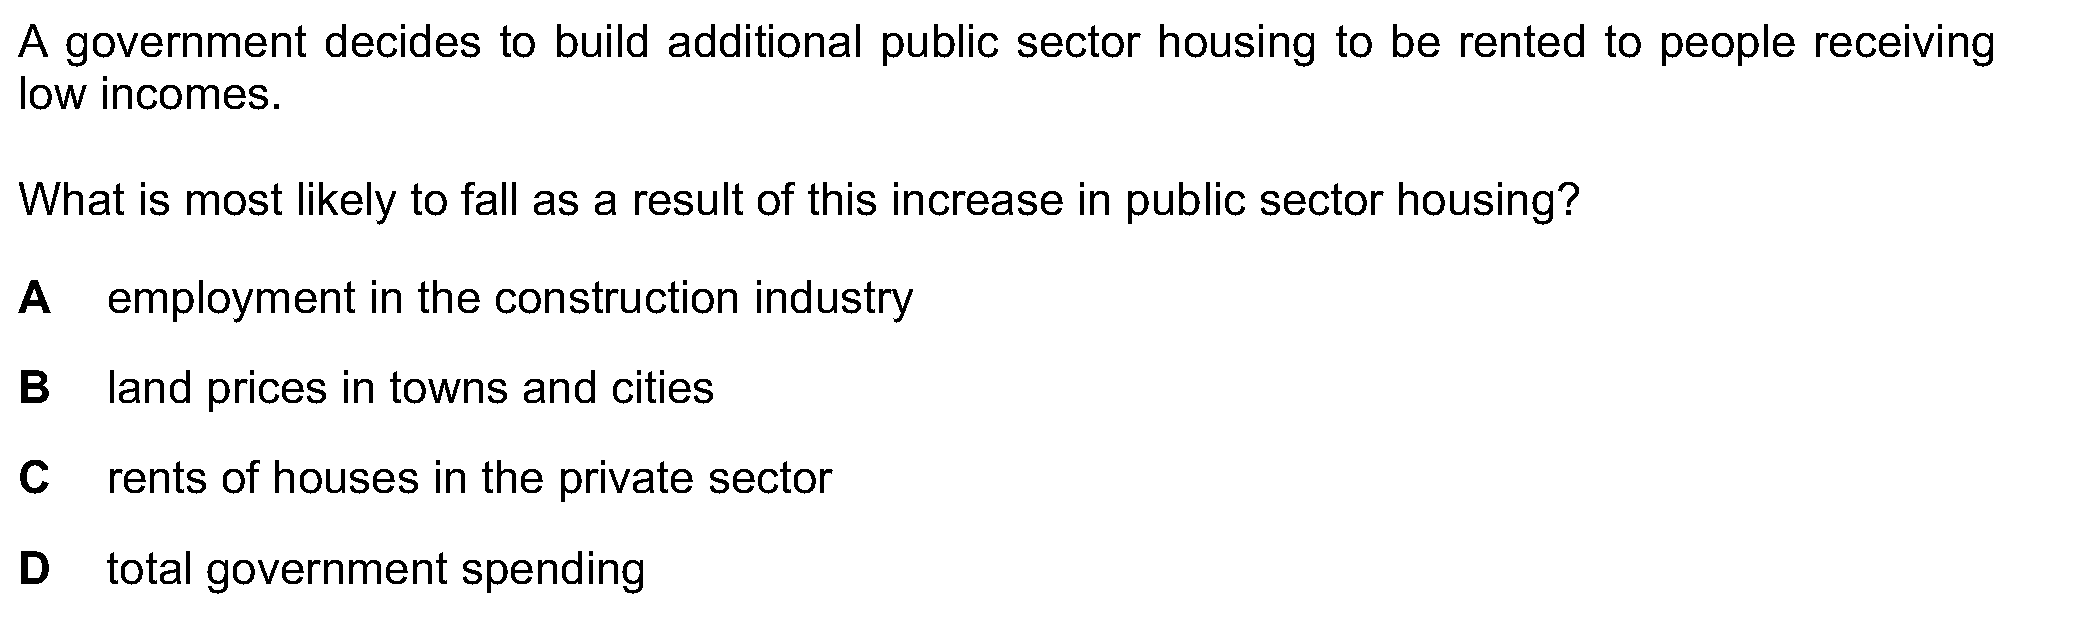 A government decides to build additional public sector housing to be rented to people receiving
low incomes.
What is most likely to fall as a result of this increase in public sector housing?
A employment in the construction industry
B land prices in towns and cities
C rents of houses in the private sector
D total government spending